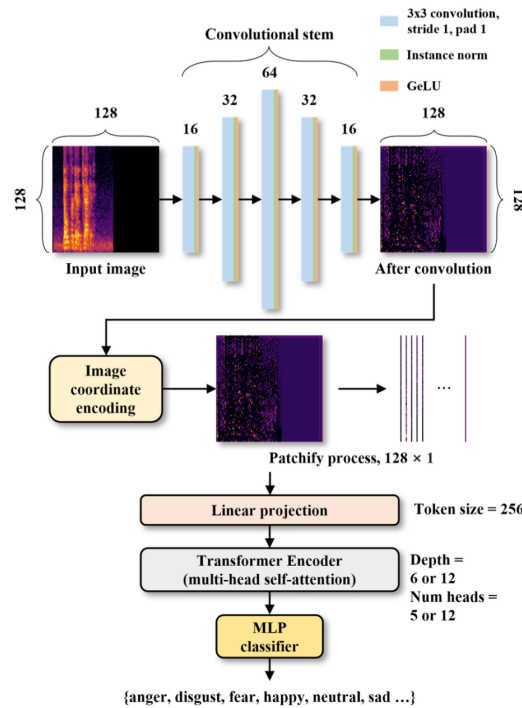 Convolutional stem
3x3 convolution,
stride 1, pad 1
Instance norm
GeLU
64
32
32
16
16
128
128
128
128
Input image
After convolution
Image
coordinate
encoding
...
Patchify process, 128 × 1
Linear projection
Token size = 256
Transformer Encoder
(multi-head self-attention)
Depth =
6 or 12
Num heads =
5 or 12
MLP
classifier
{anger, disgust, fear, happy, neutral, sad ...}